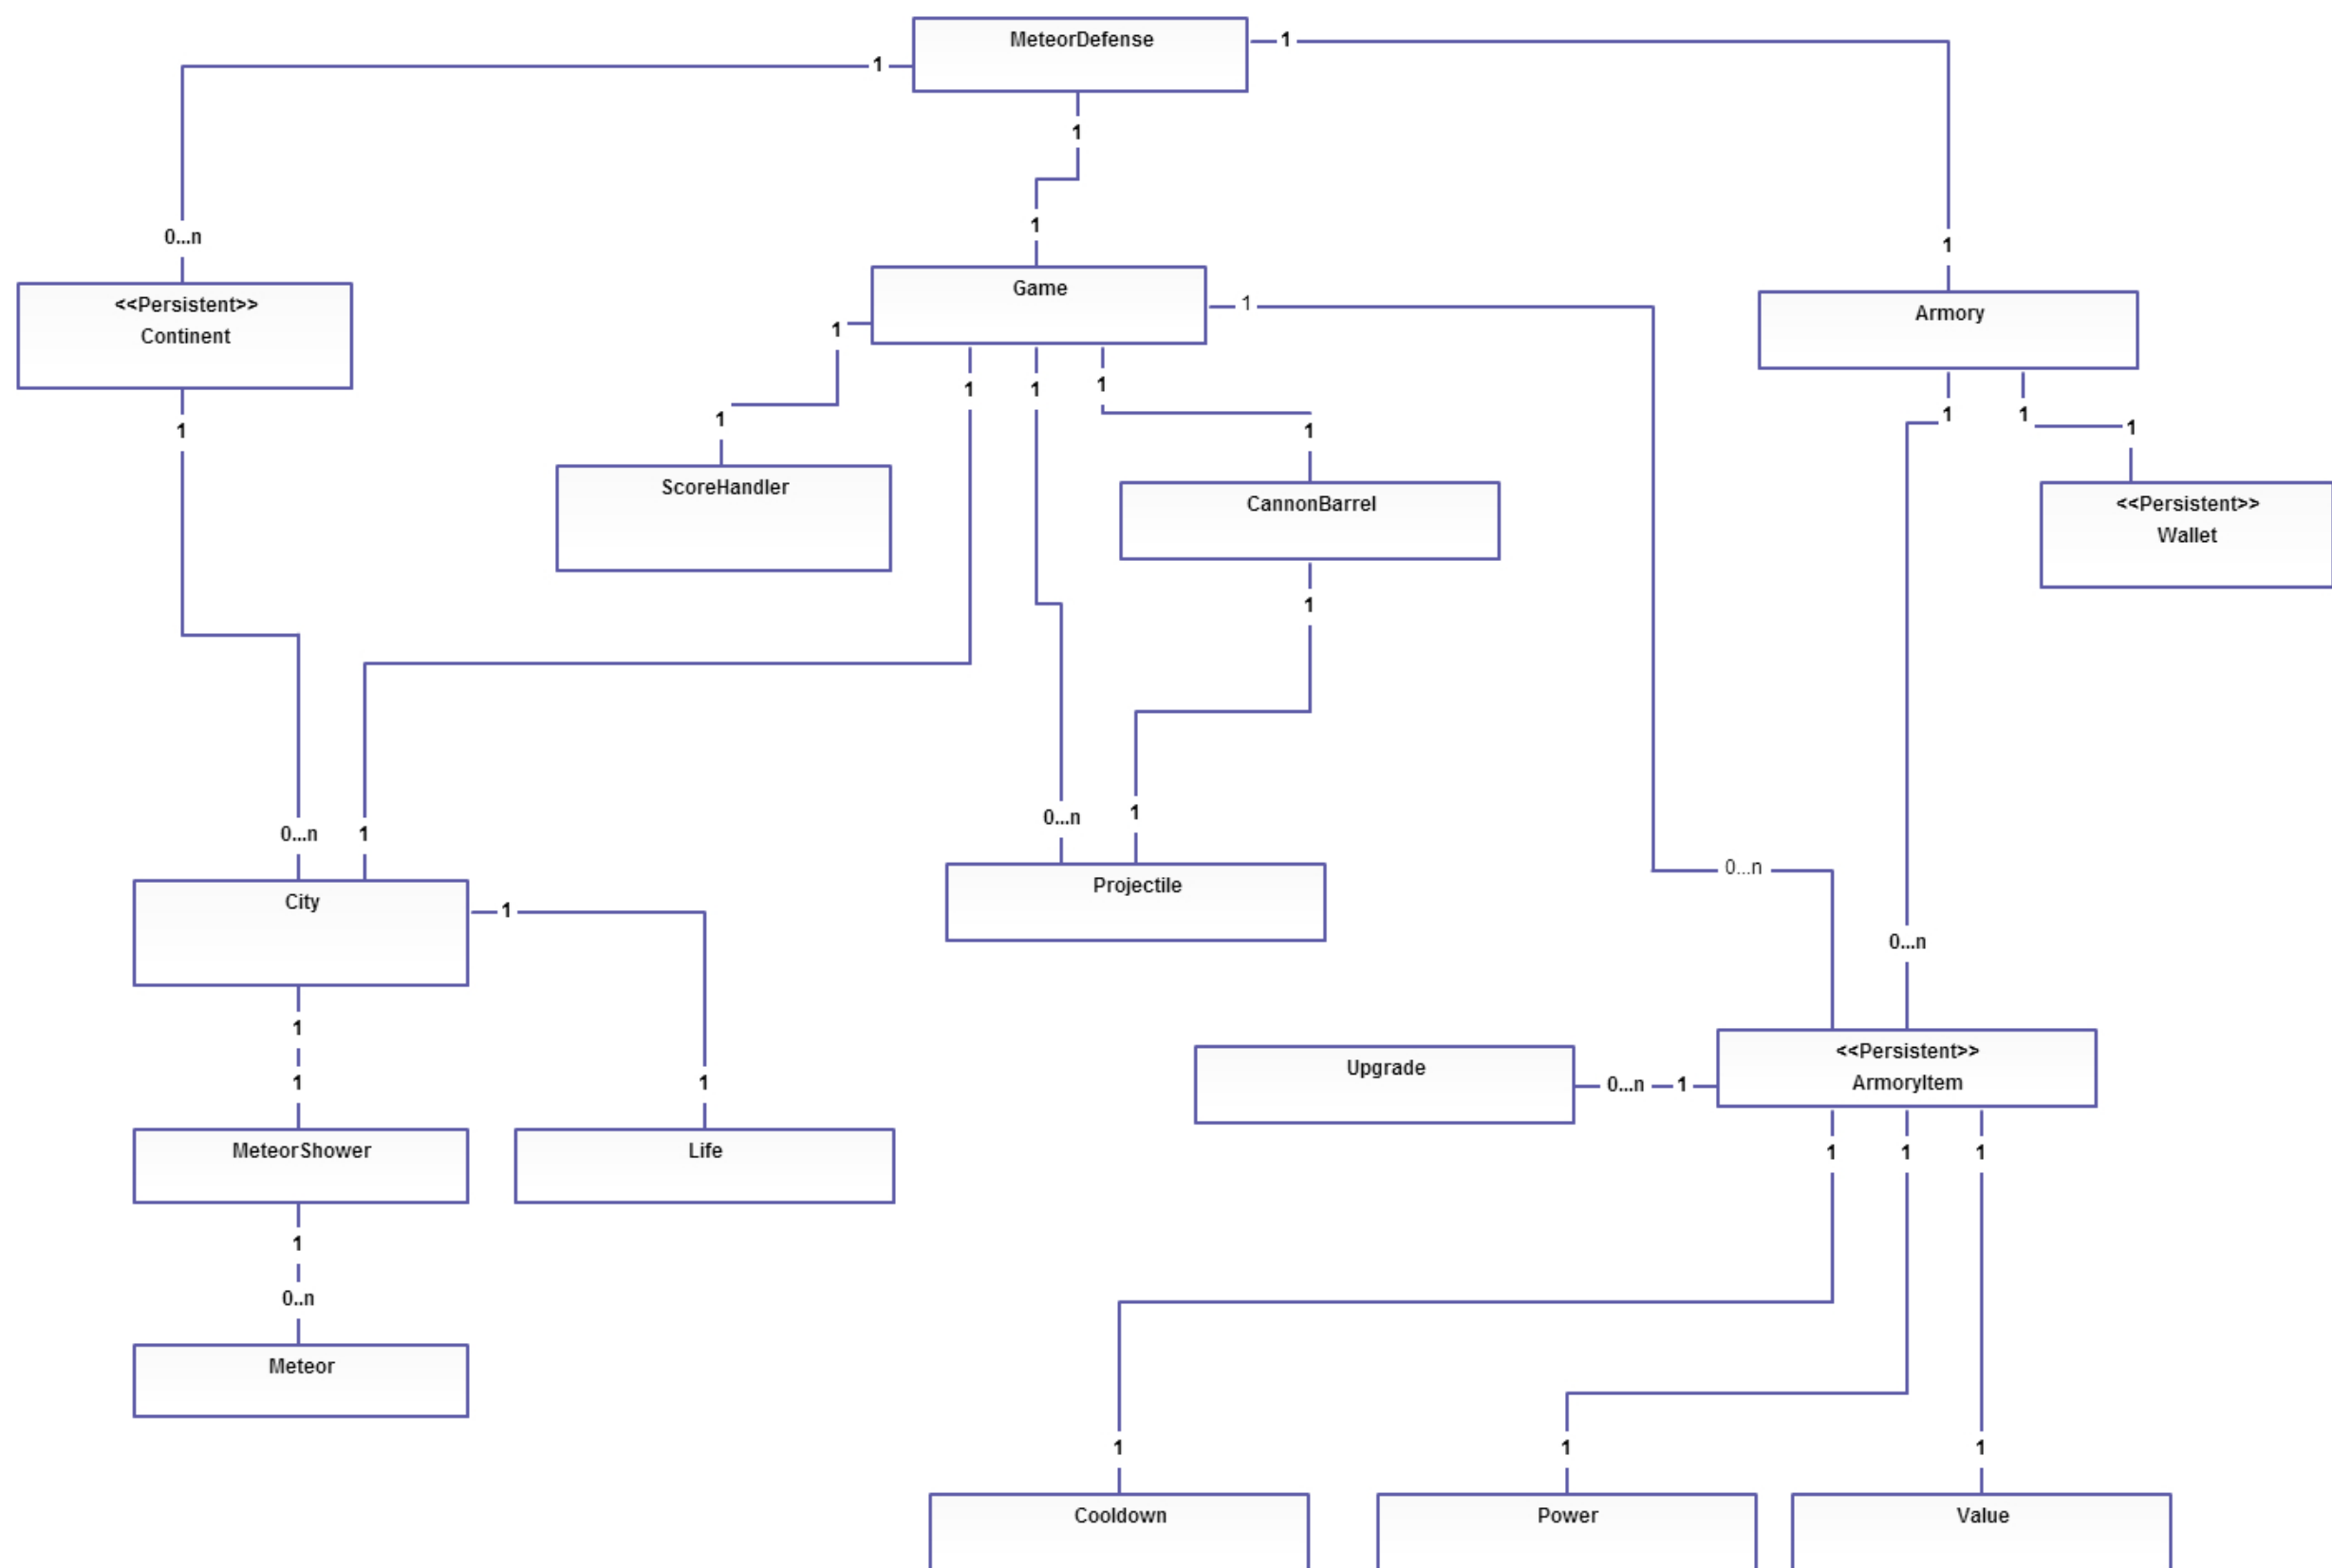 MeteorDefense
1
1
1
0...n
1
1
<<Persistent>>
Continent
Game
1
Armory
1
1
1
1
1
1
1
1
1
1
1
ScoreHandler
CannonBarrel
<<Persistent>>
Wallet
1
0...n
1
0...n
1
0...n
City
1
Projectile
0...n
1
1
1
<<Persistent>>
ArmoryItem
Upgrade
0...n
1
MeteorShower
Life
1
1
1
1
0..n
Meteor
1
1
1
Cooldown
Power
Value